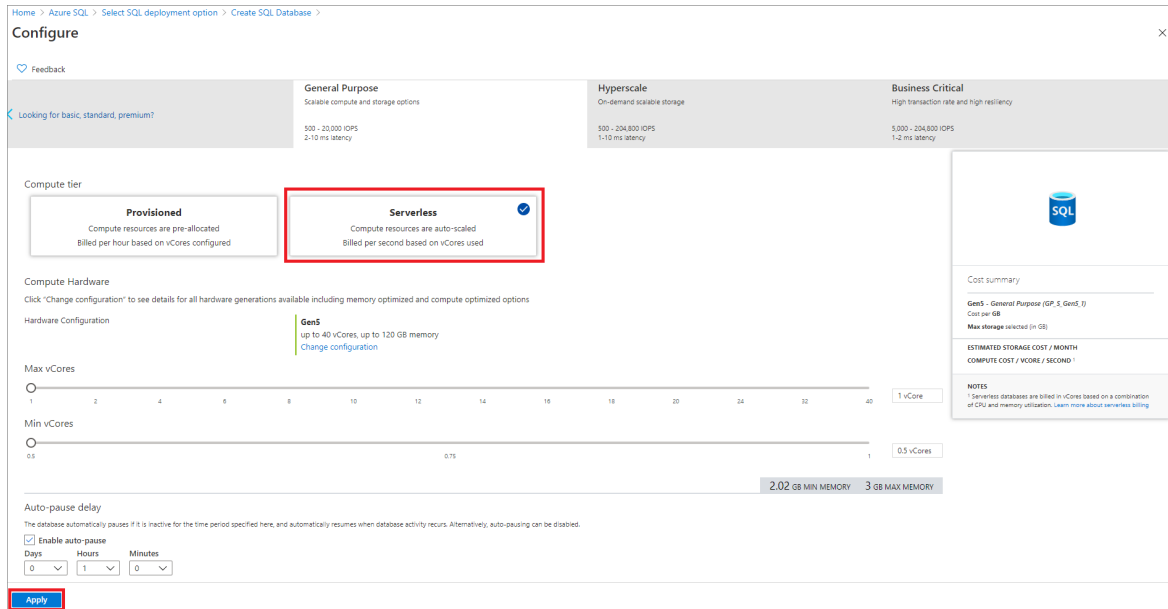 Home > Azure SQL > Select SQL deployment option > Create SQL Database >
Configure
Feedback
Looking for basic, standard, premium?
General Purpose
Scalable compute and storage options
500 - 20,000 IOPS
2-10 ms latency
Hyperscale
On-demand scalable storage
500 - 204,800 IOPS
1-10 ms latency
Business Critical
High transaction rate and high resiliency
5,000 - 204,800 IOPS
1-2 ms latency
Compute tier
Provisioned
Compute resources are pre-allocated
Billed per hour based on vCores configured
Serverless
Compute resources are auto-scaled
Billed per second based on vCores used
Compute Hardware
Click "Change configuration" to see details for all hardware generations available including memory optimized and compute optimized options
Hardware Configuration
Gen5
up to 40 vCores, up to 120 GB memory
Change configuration
Max vCores
1 2 4 6 8 10 12 14 16 18 20 24 32 40
1 vCore
Min vCores
0.5 0.75 1
0.5 vCores
2.02 GB MIN MEMORY 3 GB MAX MEMORY
Auto-pause delay
The database automatically pauses if it is inactive for the time period specified here, and automatically resumes when database activity recurs. Alternatively, auto-pausing can be disabled.
Enable auto-pause
Days Hours Minutes
0 1 0
Apply
SQL
Cost summary
Gen5 - General Purpose (GP_S_Gen5_1)
Cost per GB
Max storage selected (in GB)
ESTIMATED STORAGE COST / MONTH
COMPUTE COST / VCORE / SECOND 1
NOTES
1 Serverless databases are billed in vCores based on a combination
of CPU and memory utilization. Learn more about serverless billing